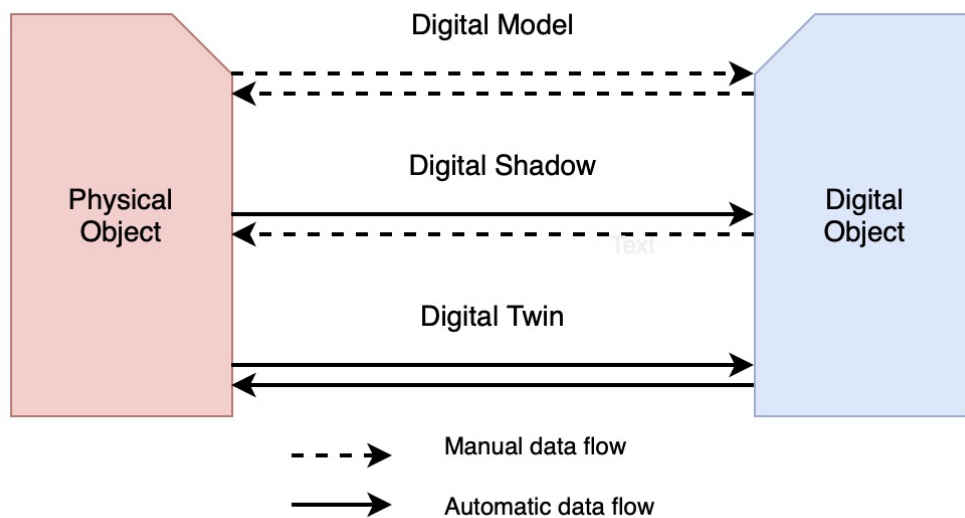 Digital Model
Digital Shadow
Physical
Object
Digital
Object
Text
Digital Twin
Manual data flow
Automatic data flow